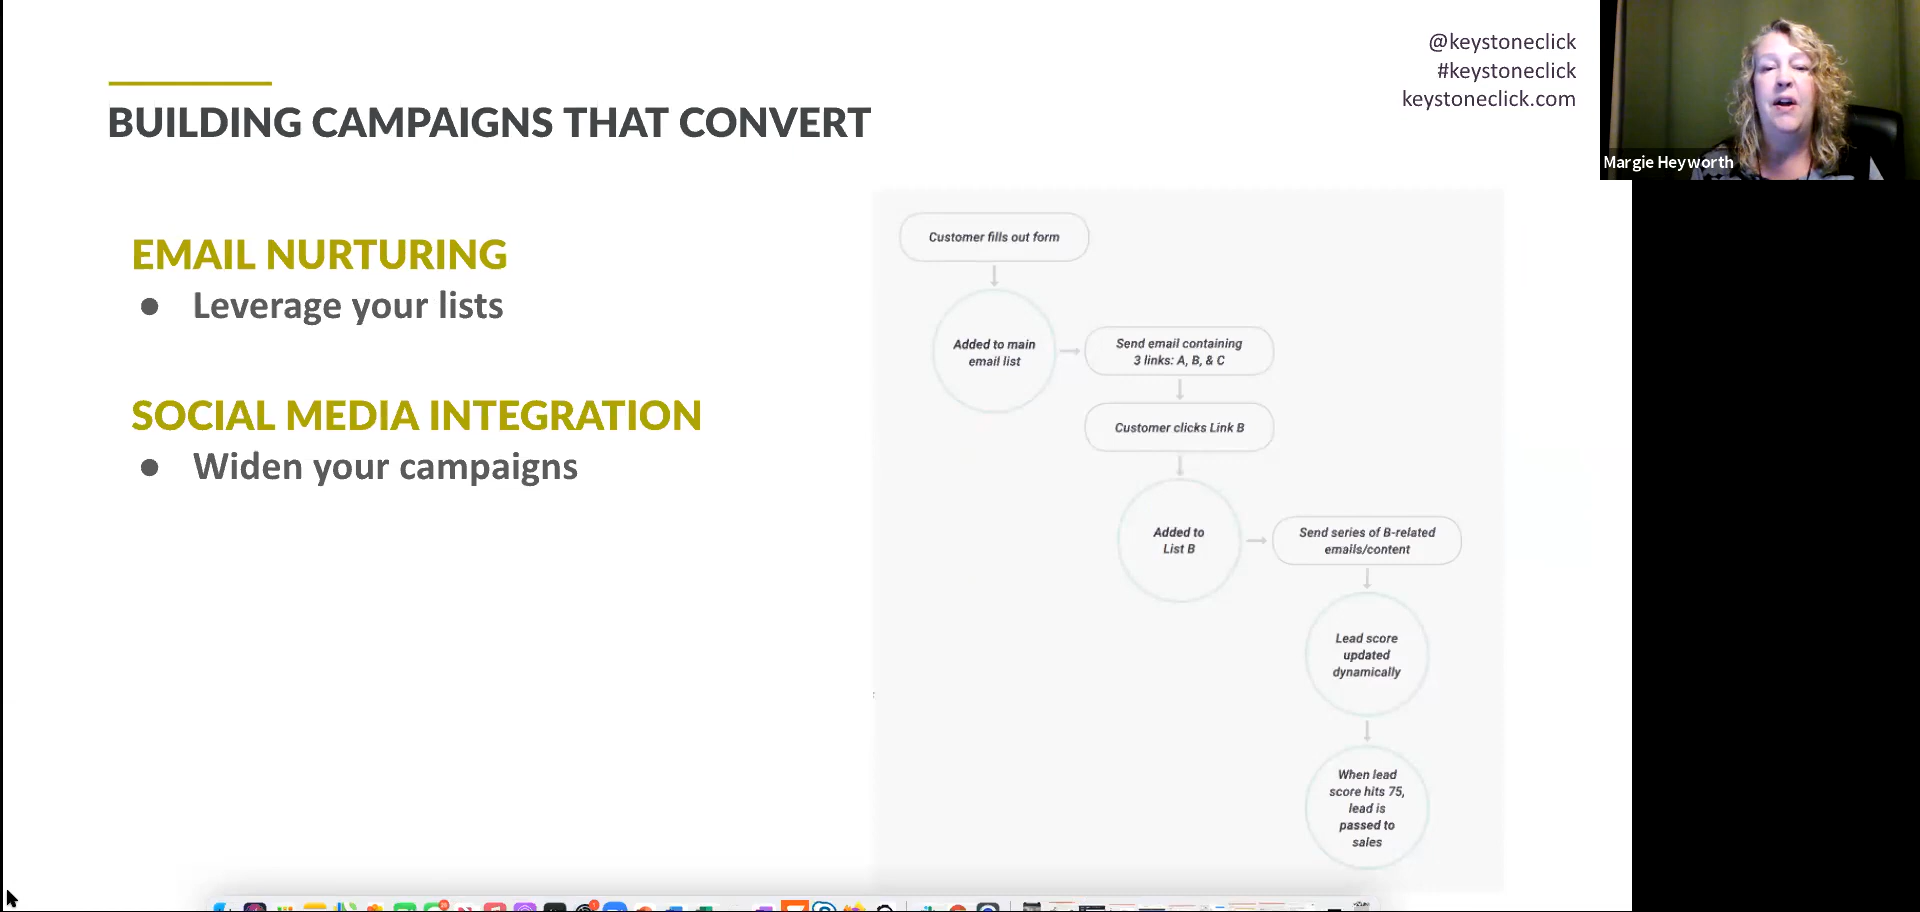 @keystoneclick
#keystoneclick
keystoneclick.com
BUILDING CAMPAIGNS THAT CONVERT
Margie Heyworth
EMAIL NURTURING
● Leverage your lists
SOCIAL MEDIA INTEGRATION
● Widen your campaigns
Customer fills out form
Added to main
email list
Send email containing
3 links: A, B, & C
Customer clicks Link B
Added to
List B
Send series of B-related
emails/content
Lead score
updated
dynamically
When lead
score hits 75,
lead is
passed to
sales